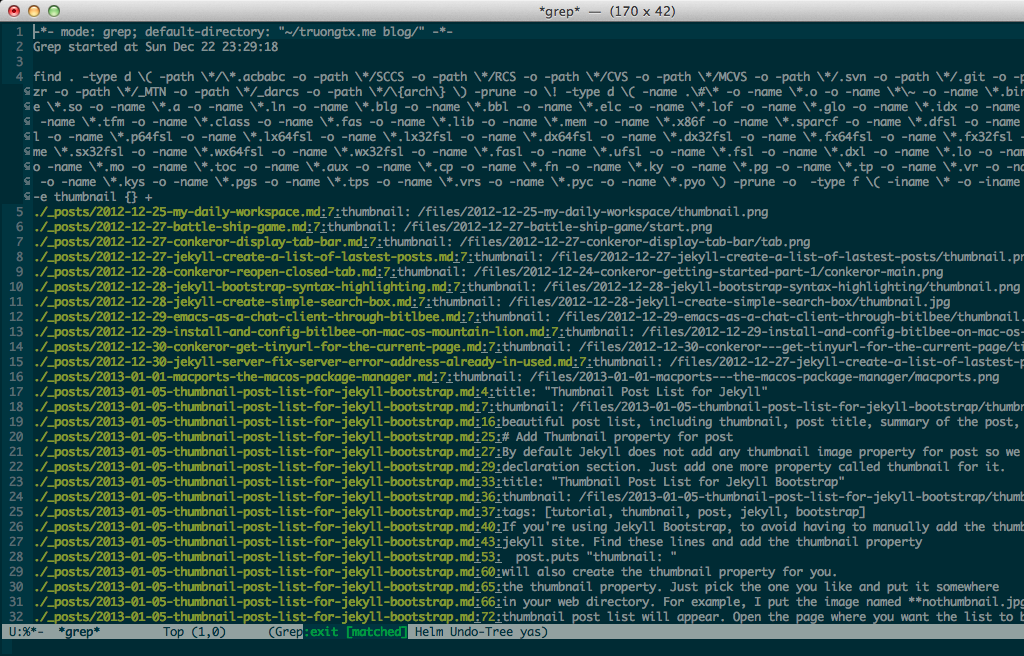 *grep* — (170 x 42)
1 -*- mode: grep; default-directory: "~/truongtx.me blog/" -*-
2 Grep started at Sun Dec 22 23:29:18
3
4 find . -type d \( -path \*/\*.acbabc -o -path \*/SCCS -o -path \*/RCS -o -path \*/CVS -o -path \*/MCVS -o -path \*/.svn -o -path \*/.git -o -p
zr -o -path \*/_MTN -o -path \*/_darcs -o -path \*/\{arch\} \) -prune -o \! -type d \( -name .\#\* -o -name \*.o -o -name \*\~ -o -name \*.bin
e \*.so -o -name \*.a -o -name \*.ln -o -name \*.blg -o -name \*.bbl -o -name \*.elc -o -name \*.lof -o -name \*.glo -o -name \*.idx -o -name
-name \*.tfm -o -name \*.class -o -name \*.fas -o -name \*.lib -o -name \*.mem -o -name \*.x86f -o -name \*.sparcf -o -name \*.dfsl -o -name
l -o -name \*.p64fsl -o -name \*.lx64fsl -o -name \*.lx32fsl -o -name \*.dx64fsl -o -name \*.dx32fsl -o -name \*.fx64fsl -o -name \*.fx32fsl -o
me \*.sx32fsl -o -name \*.wx64fsl -o -name \*.wx32fsl -o -name \*.fasl -o -name \*.ufsl -o -name \*.fsl -o -name \*.dxl -o -name \*.lo -o -na
o -name \*.mo -o -name \*.toc -o -name \*.aux -o -name \*.cp -o -name \*.fn -o -name \*.ky -o -name \*.pg -o -name \*.tp -o -name \*.vr -o -na
-o -name \*.kys -o -name \*.pgs -o -name \*.tps -o -name \*.vrs -o -name \*.pyc -o -name \*.pyo \) -prune -o  -type f \( -iname \* -o -iname
-e thumbnail {} +
5 ./_posts/2012-12-25-my-daily-workspace.md:7:thumbnail: /files/2012-12-25-my-daily-workspace/thumbnail.png
6 ./_posts/2012-12-27-battle-ship-game.md:7:thumbnail: /files/2012-12-27-battle-ship-game/start.png
7 ./_posts/2012-12-27-conkeror-display-tab-bar.md:7:thumbnail: /files/2012-12-27-conkeror-display-tab-bar/tab.png
8 ./_posts/2012-12-27-jekyll-create-a-list-of-lastest-posts.md:7:thumbnail: /files/2012-12-27-jekyll-create-a-list-of-lastest-posts/thumbnail.pn
9 ./_posts/2012-12-28-conkeror-reopen-closed-tab.md:7:thumbnail: /files/2012-12-24-conkeror-getting-started-part-1/conkeror-main.png
10 ./_posts/2012-12-28-jekyll-bootstrap-syntax-highlighting.md:7:thumbnail: /files/2012-12-28-jekyll-bootstrap-syntax-highlighting/thumbnail.png
11 ./_posts/2012-12-28-jekyll-create-simple-search-box.md:7:thumbnail: /files/2012-12-28-jekyll-create-simple-search-box/thumbnail.jpg
12 ./_posts/2012-12-29-emacs-as-a-chat-client-through-bitlbee.md:7:thumbnail: /files/2012-12-29-emacs-as-a-chat-client-through-bitlbee/thumbnail.
13 ./_posts/2012-12-29-install-and-config-bitlbee-on-mac-os-mountain-lion.md:7:thumbnail: /files/2012-12-29-install-and-config-bitlbee-on-mac-os-
14 ./_posts/2012-12-30-conkeror-get-tinyurl-for-the-current-page.md:7:thumbnail: /files/2012-12-30-conkeror---get-tinyurl-for-the-current-page/ti
15 ./_posts/2012-12-30-jekyll-server-fix-server-error-address-already-in-used.md:7:thumbnail: /files/2012-12-27-jekyll-create-a-list-of-lastest-p
16 ./_posts/2013-01-01-macports-the-macos-package-manager.md:7:thumbnail: /files/2013-01-01-macports---the-macos-package-manager/macports.png
17 ./_posts/2013-01-05-thumbnail-post-list-for-jekyll-bootstrap.md:4:title: "Thumbnail Post List for Jekyll"
18 ./_posts/2013-01-05-thumbnail-post-list-for-jekyll-bootstrap.md:7:thumbnail: /files/2013-01-05-thumbnail-post-list-for-jekyll-bootstrap/thumbn
19 ./_posts/2013-01-05-thumbnail-post-list-for-jekyll-bootstrap.md:16:beautiful post list, including thumbnail, post title, summary of the post,
20 ./_posts/2013-01-05-thumbnail-post-list-for-jekyll-bootstrap.md:25:# Add Thumbnail property for post
21 ./_posts/2013-01-05-thumbnail-post-list-for-jekyll-bootstrap.md:27:By default Jekyll does not add any thumbnail image property for post so we
22 ./_posts/2013-01-05-thumbnail-post-list-for-jekyll-bootstrap.md:29:declaration section. Just add one more property called thumbnail for it.
23 ./_posts/2013-01-05-thumbnail-post-list-for-jekyll-bootstrap.md:33:title: "Thumbnail Post List for Jekyll Bootstrap"
24 ./_posts/2013-01-05-thumbnail-post-list-for-jekyll-bootstrap.md:36:thumbnail: /files/2013-01-05-thumbnail-post-list-for-jekyll-bootstrap/thumb
25 ./_posts/2013-01-05-thumbnail-post-list-for-jekyll-bootstrap.md:37:tags: [tutorial, thumbnail, post, jekyll, bootstrap]
26 ./_posts/2013-01-05-thumbnail-post-list-for-jekyll-bootstrap.md:40:If you're using Jekyll Bootstrap, to avoid having to manually add the thumb
27 ./_posts/2013-01-05-thumbnail-post-list-for-jekyll-bootstrap.md:43:jekyll site. Find these lines and add the thumbnail property
28 ./_posts/2013-01-05-thumbnail-post-list-for-jekyll-bootstrap.md:53:  post.puts "thumbnail: "
29 ./_posts/2013-01-05-thumbnail-post-list-for-jekyll-bootstrap.md:60:will also create the thumbnail property for you.
30 ./_posts/2013-01-05-thumbnail-post-list-for-jekyll-bootstrap.md:65:the thumbnail property. Just pick the one you like and put it somewhere
31 ./_posts/2013-01-05-thumbnail-post-list-for-jekyll-bootstrap.md:66:in your web directory. For example, I put the image named **nothumbnail.jpg
32 ./_posts/2013-01-05-thumbnail-post-list-for-jekyll-bootstrap.md:72:thumbnail post list will appear. Open the page where you want the list to b
U:%*-  *grep*  Top (1,0)  (Grep:exit [matched] Helm Undo-Tree yas)